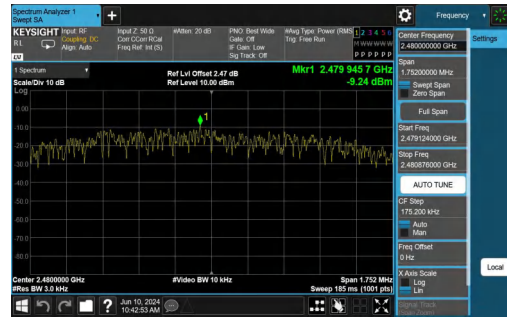 Spectrum Analyzer 1
Swept SA
+
Frequency
KEYSIGHT
Input: RF
Input Z: 50 Ω
#Atten: 20 dB
PNO: Best Wide
#Avg Type: Power (RMS
1 2 3 4 5 6
RL
Coupling: DC
Corr CCorr RCal
Gate: Off
Trig: Free Run
Align: Auto
Freq Ref: Int (S)
IF Gain: Low
M W W W W W
Sig Track: Off
P P P P P P
LV
1 Spectrum
Ref Lvl Offset 2.47 dB
Mkr1 2.479 945 7 GHz
Scale/Div 10 dB
Ref Level 10.00 dBm
-9.24 dBm
Log
1
0.00
-10.0
-20.0
-30.0
-40.0
-50.0
-60.0
-70.0
-80.0
Center 2.4800000 GHz
#Video BW 10 kHz
Span 1.752 MHz
#Res BW 3.0 kHz
Sweep 185 ms (1001 pts)
Jun 10, 2024
10:42:53 AM
?
Center Frequency
2.480000000 GHz
Settings
Span
1.75200000 MHz
Swept Span
Zero Span
Full Span
Start Freq
2.479124000 GHz
Stop Freq
2.480876000 GHz
AUTO TUNE
CF Step
175.200 kHz
Auto
Man
Freq Offset
0 Hz
X Axis Scale
Log
Lin
Local
Signal Track
(Span Zoom)